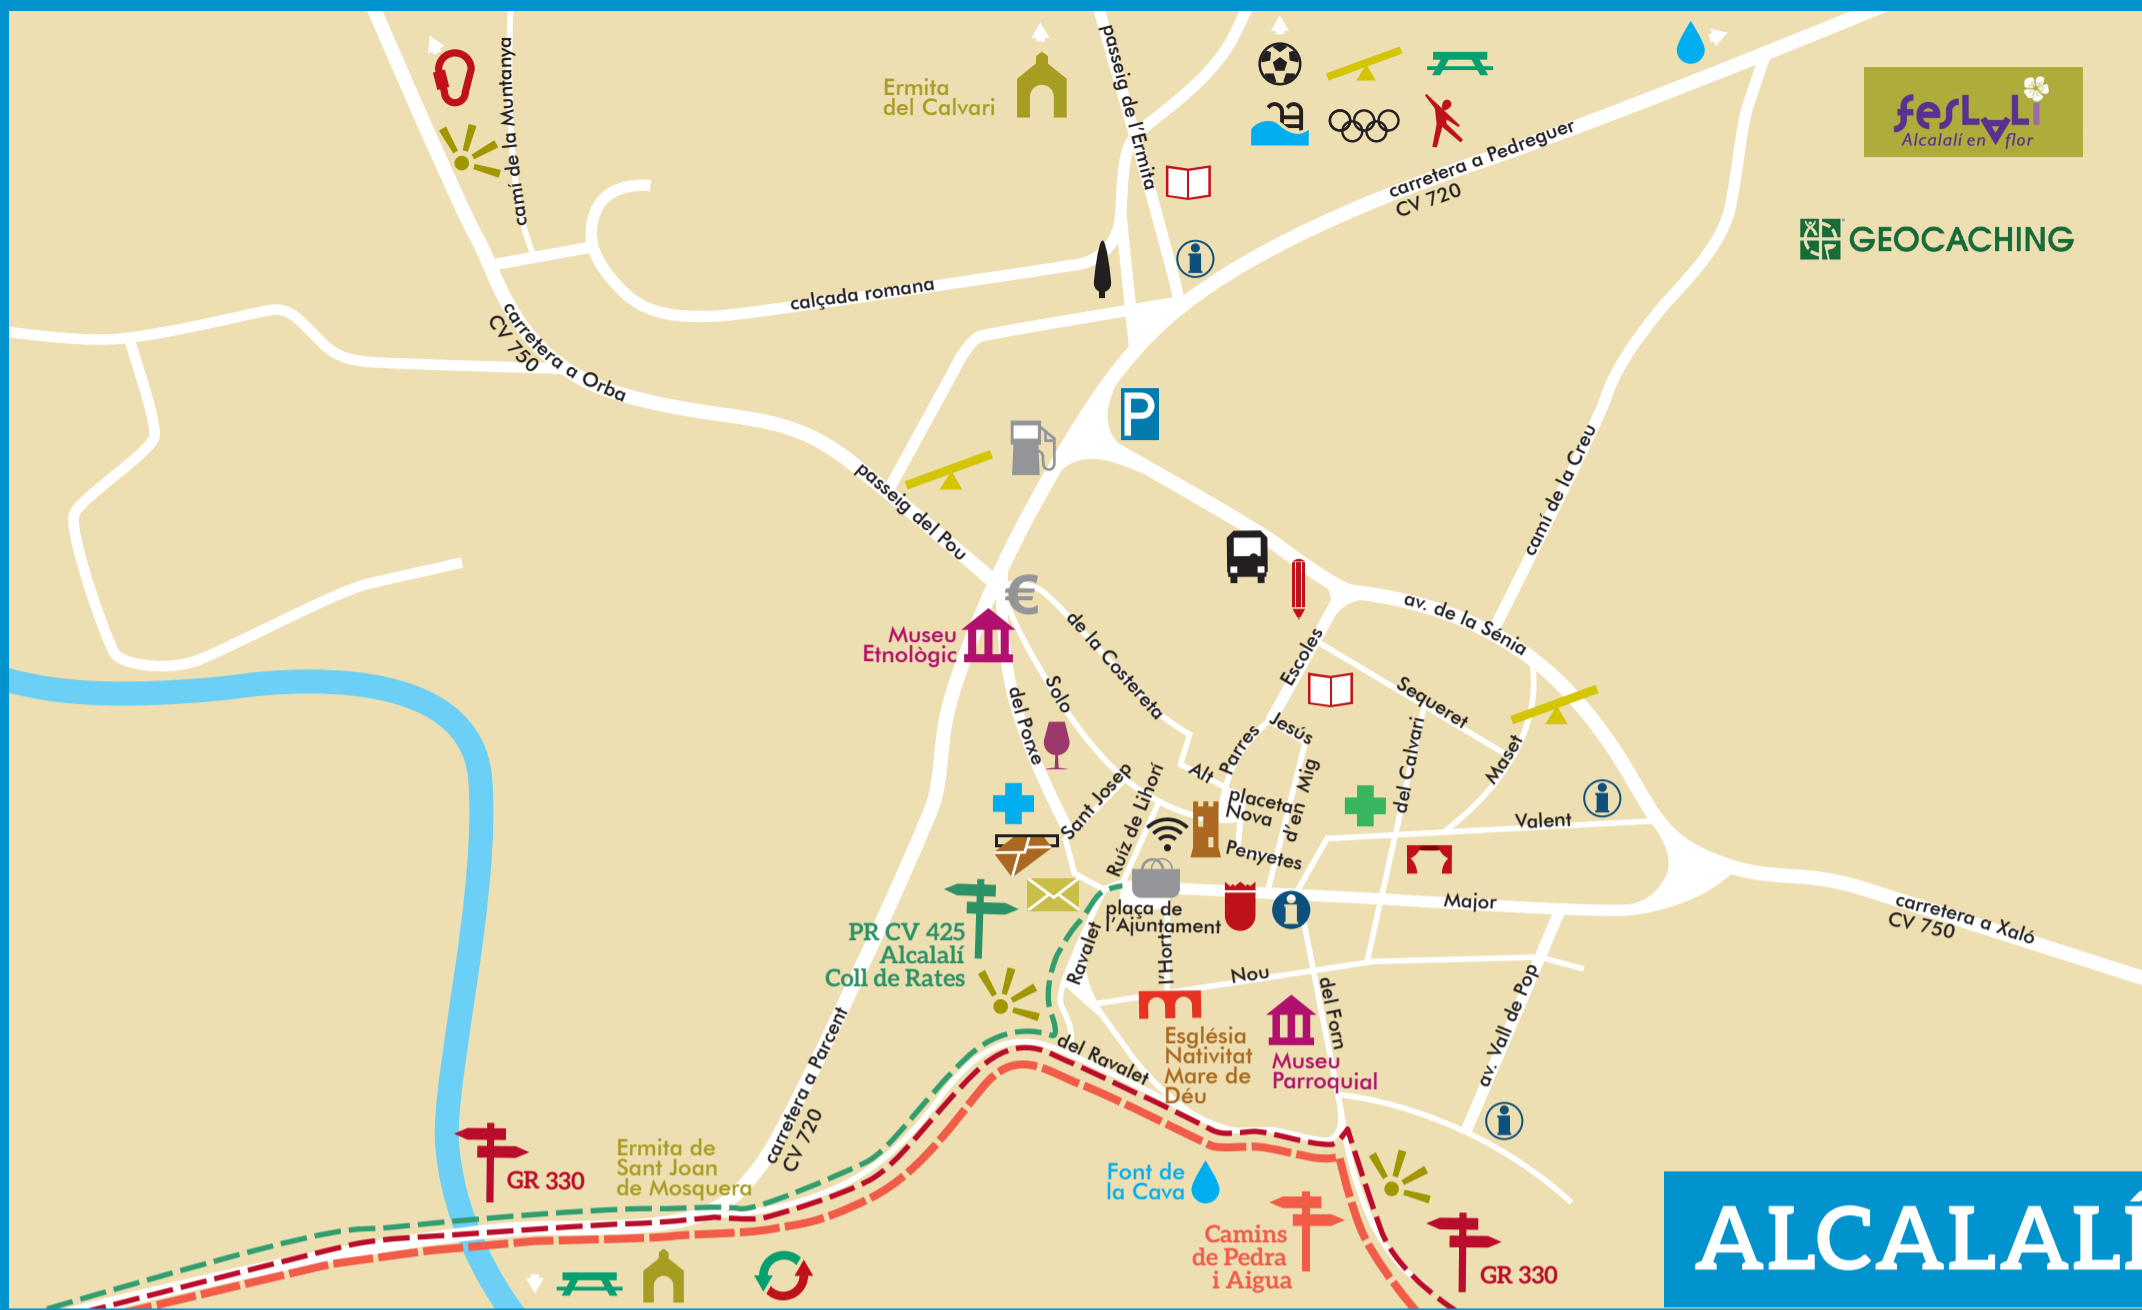 camí de la Muntanya
Ermita
del Calvari
passeig de l'Ermita
carretera a Pedreguer
CV 720
fesLaLi
Alcalalí en flor
GEOCACHING
calçada romana
carretera a Orba
CV 750
P
passeig del Pou
camí de la Creu
€
av. de la Sénia
Museu
Etnològic
de la Costereta
Escoles
Solo
del Porxe
Sequeret
Jesús
Parres
Alt
Maset
del Calvari
Sant Josep
Ruíz de Lihorí
placeta
Nova
d'en Mig
Penyetes
Valent
Major
plaça de
l'Ajuntament
PR CV 425
Alcalalí
Coll de Rates
Ravalet
l'Hort
Nou
carretera a Xaló
CV 750
del Forn
av. Vall de Pop
Església
Nativitat
Mare de
Déu
Museu
Parroquial
del Ravalet
carretera a Parcent
CV 720
GR 330
Ermita de
Sant Joan
de Mosquera
Font de
la Cava
Camins
de Pedra
i Aigua
GR 330
ALCALALÍ